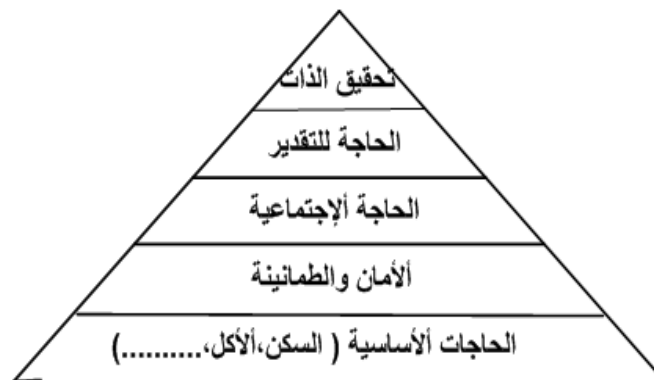 تحقيق الذات
الحاجة للتقدير
الحاجة ألإجتماعية
ألأمان والطمانينة
الحاجات ألأساسية ( السكن،ألأكل،..........)